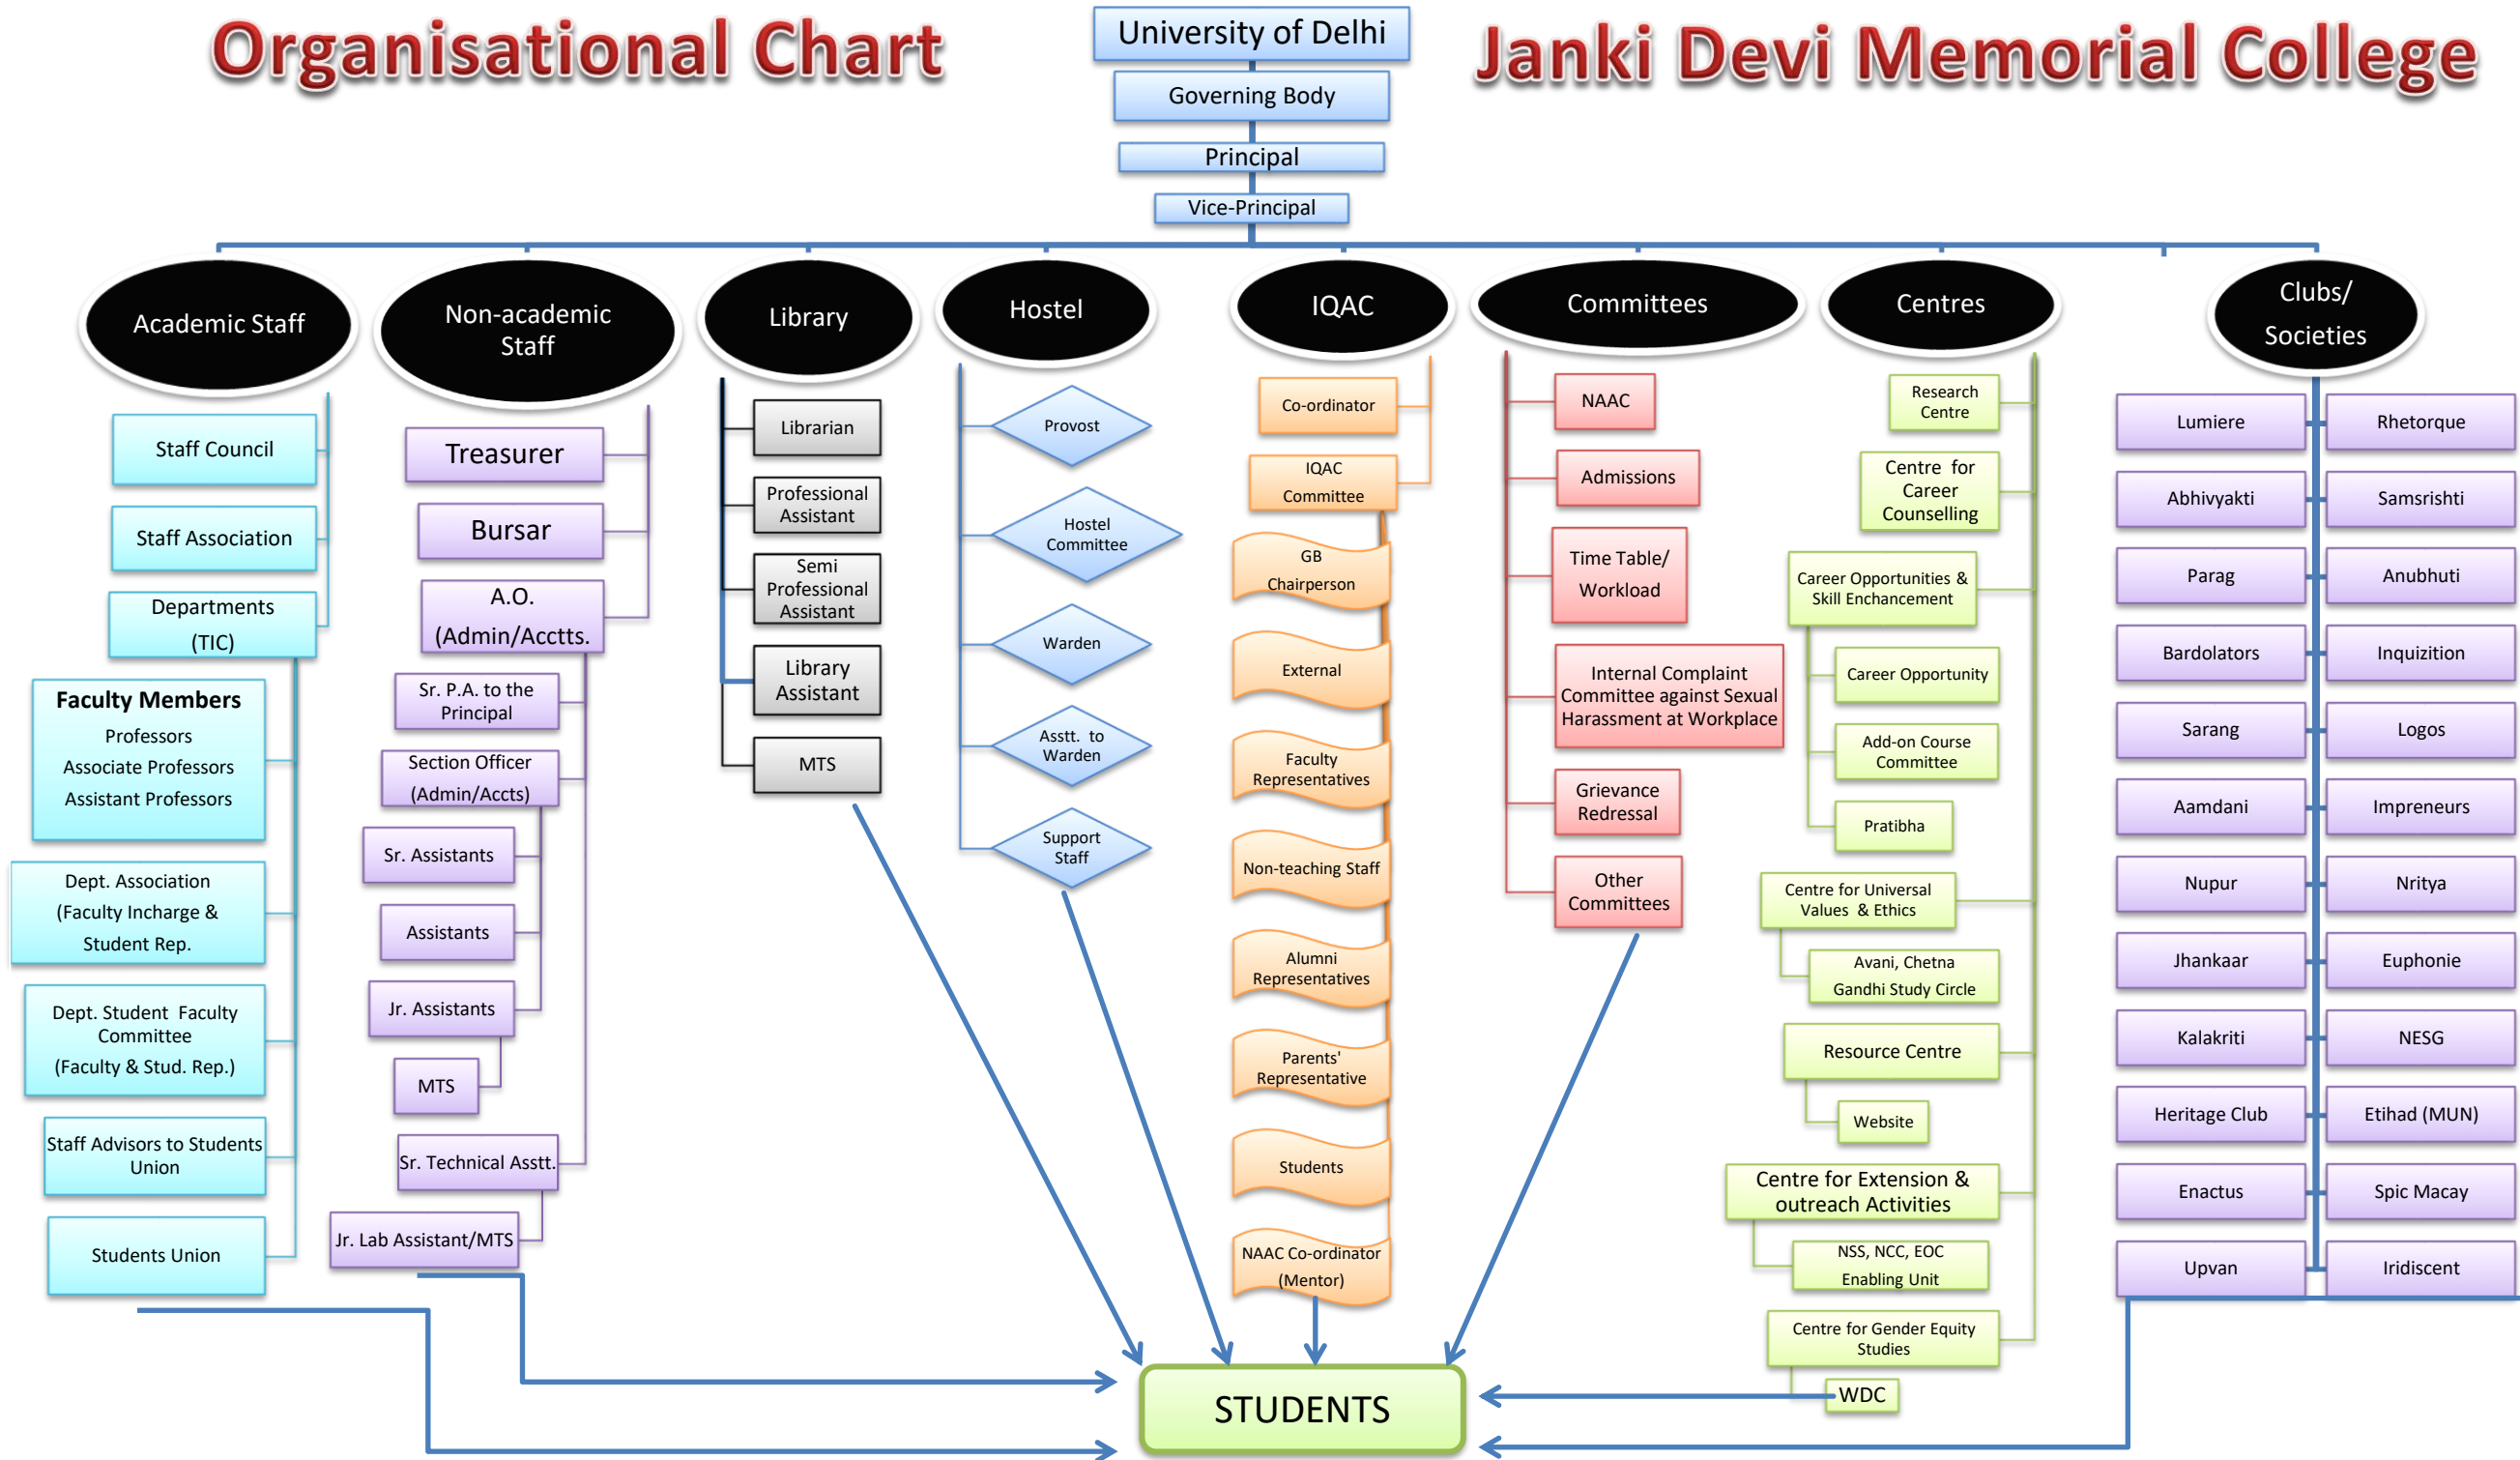 Organisational Chart
University of Delhi
Janki Devi Memorial College
Governing Body
Principal
Vice-Principal
Academic Staff
Staff Council
Staff Association
Departments
(TIC)
Faculty Members
Professors
Associate Professors
Assistant Professors
Dept. Association
(Faculty Incharge &
Student Rep.
Dept. Student Faculty
Committee
(Faculty & Stud. Rep.)
Staff Advisors to Students
Union
Students Union
Non-academic
Staff
Treasurer
Bursar
A.O.
(Admin/Acctts.
Sr. P.A. to the
Principal
Section Officer
(Admin/Accts)
Sr. Assistants
Assistants
Jr. Assistants
MTS
Sr. Technical Asstt.
Jr. Lab Assistant/MTS
Library
Librarian
Professional
Assistant
Semi
Professional
Assistant
Library
Assistant
MTS
Hostel
Provost
Hostel
Committee
Warden
Asstt. to
Warden
Support
Staff
IQAC
Co-ordinator
IQAC
Committee
GB
Chairperson
External
Faculty
Representatives
Non-teaching Staff
Alumni
Representatives
Parents'
Representative
Students
NAAC Co-ordinator
(Mentor)
Committees
NAAC
Admissions
Time Table/
Workload
Internal Complaint
Committee against Sexual
Harassment at Workplace
Grievance
Redressal
Other
Committees
Centres
Research
Centre
Centre for
Career
Counselling
Career Opportunities &
Skill Enchancement
Career Opportunity
Add-on Course
Committee
Pratibha
Centre for Universal
Values & Ethics
Avani, Chetna
Gandhi Study Circle
Resource Centre
Website
Centre for Extension &
outreach Activities
NSS, NCC, EOC
Enabling Unit
Centre for Gender Equity
Studies
WDC
Clubs/
Societies
Lumiere
Rhetorque
Abhivyakti
Samsrishti
Parag
Anubhuti
Bardolators
Inquizition
Sarang
Logos
Aamdani
Impreneurs
Nupur
Nritya
Jhankaar
Euphonie
Kalakriti
NESG
Heritage Club
Etihad (MUN)
Enactus
Spic Macay
Upvan
Iridiscent
STUDENTS